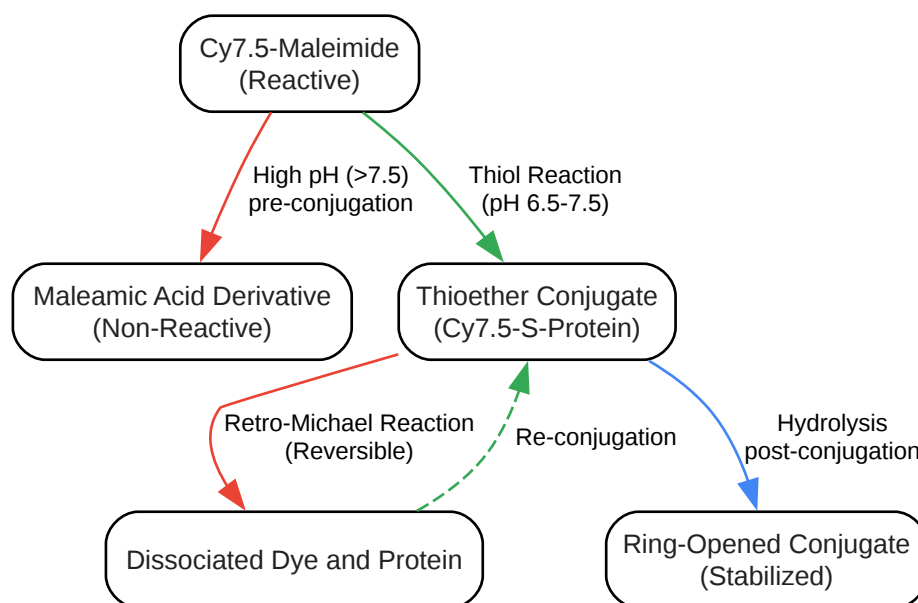 Cy7.5-Maleimide
(Reactive)
High pH (>7.5)
pre-conjugation
Thiol Reaction
(pH 6.5-7.5)
Maleamic Acid Derivative
(Non-Reactive)
Thioether Conjugate
(Cy7.5-S-Protein)
Retro-Michael Reaction
(Reversible)
Re-conjugation
Hydrolysis
post-conjugation
Dissociated Dye and Protein
Ring-Opened Conjugate
(Stabilized)